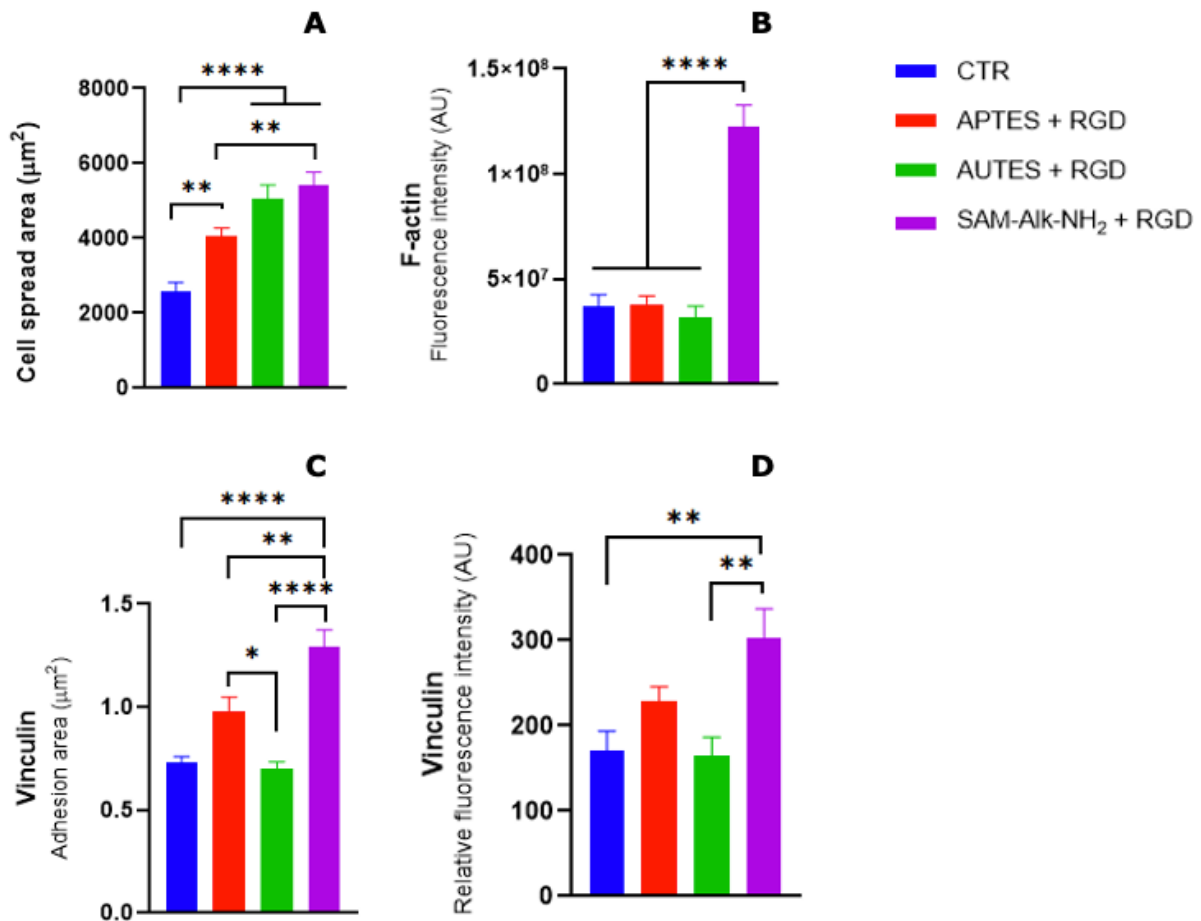 A
****
8000
**
6000
**
4000
2000
0
Cell spread area (μm²)
B
****
1.5×10⁸
1×10⁸
5×10⁷
0
F-actin
Fluorescence intensity (AU)
CTR
APTES + RGD
AUTES + RGD
SAM-Alk-NH₂ + RGD
C
****
**
****
1.5
*
1.0
0.5
0.0
Vinculin
Adhesion area (μm²)
D
**
400
**
300
200
100
0
Vinculin
Relative fluorescence intensity (AU)